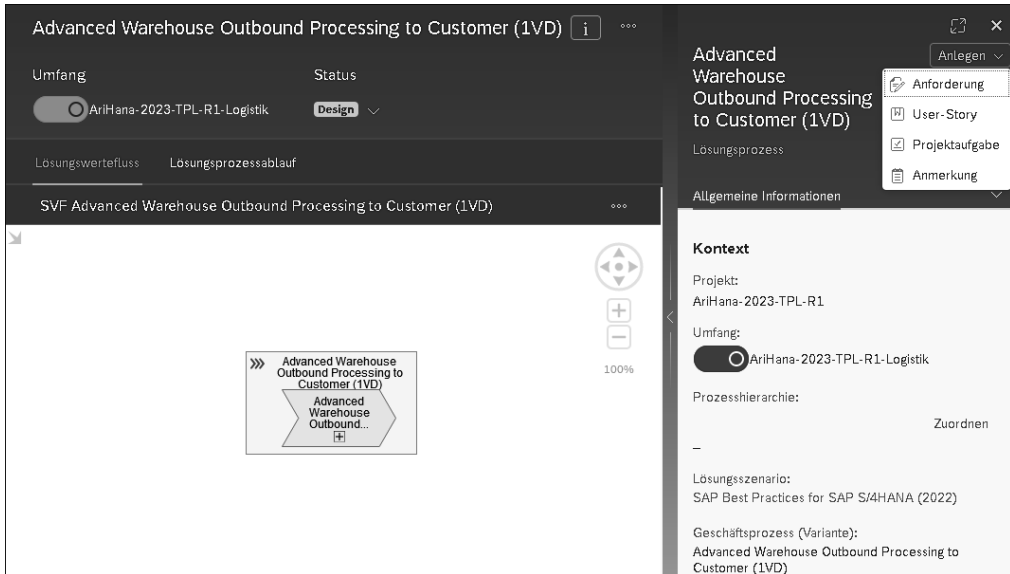 Advanced Warehouse Outbound Processing to Customer (1VD) i
Umfang
Status
AriHana-2023-TPL-R1-Logistik
Design
Lösungswertefluss
Lösungsprozessablauf
SVF Advanced Warehouse Outbound Processing to Customer (1VD)
100%
Advanced Warehouse
Outbound Processing to
Customer (1VD)
Advanced
Warehouse
Outbound...
Advanced
Warehouse
Outbound Processing
to Customer (1VD)
Lösungsprozess
Anlegen
Anforderung
User-Story
Projektaufgabe
Anmerkung
Allgemeine Informationen
Kontext
Projekt:
AriHana-2023-TPL-R1
Umfang:
AriHana-2023-TPL-R1-Logistik
Prozesshierarchie:
Zuordnen
–
Lösungsszenario:
SAP Best Practices for SAP S/4HANA (2022)
Geschäftsprozess (Variante):
Advanced Warehouse Outbound Processing to
Customer (1VD)